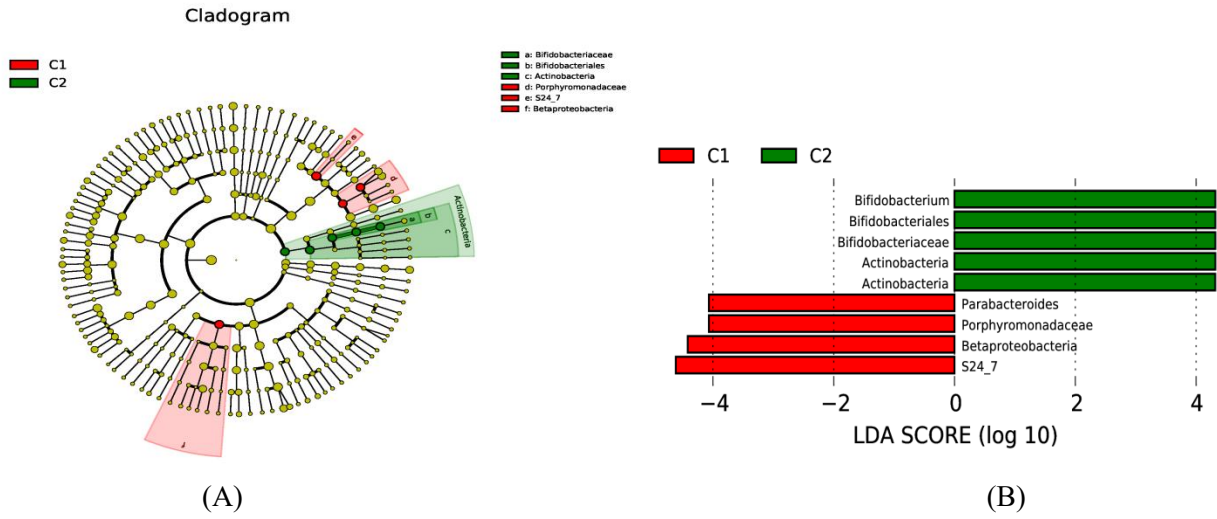 Cladogram
C1
C2
a: Bifidobacteriaceae
b: Bifidobacteriales
c: Actinobacteria
d: Porphyromonadaceae
e: S24_7
f: Betaproteobacteria
e
d
Actinobacteria
a
b
c
f
(A)
C1
C2
Bifidobacterium
Bifidobacteriales
Bifidobacteriaceae
Actinobacteria
Actinobacteria
Parabacteroides
Porphyromonadaceae
Betaproteobacteria
S24_7
−4 −2 0 2 4
LDA SCORE (log 10)
(B)